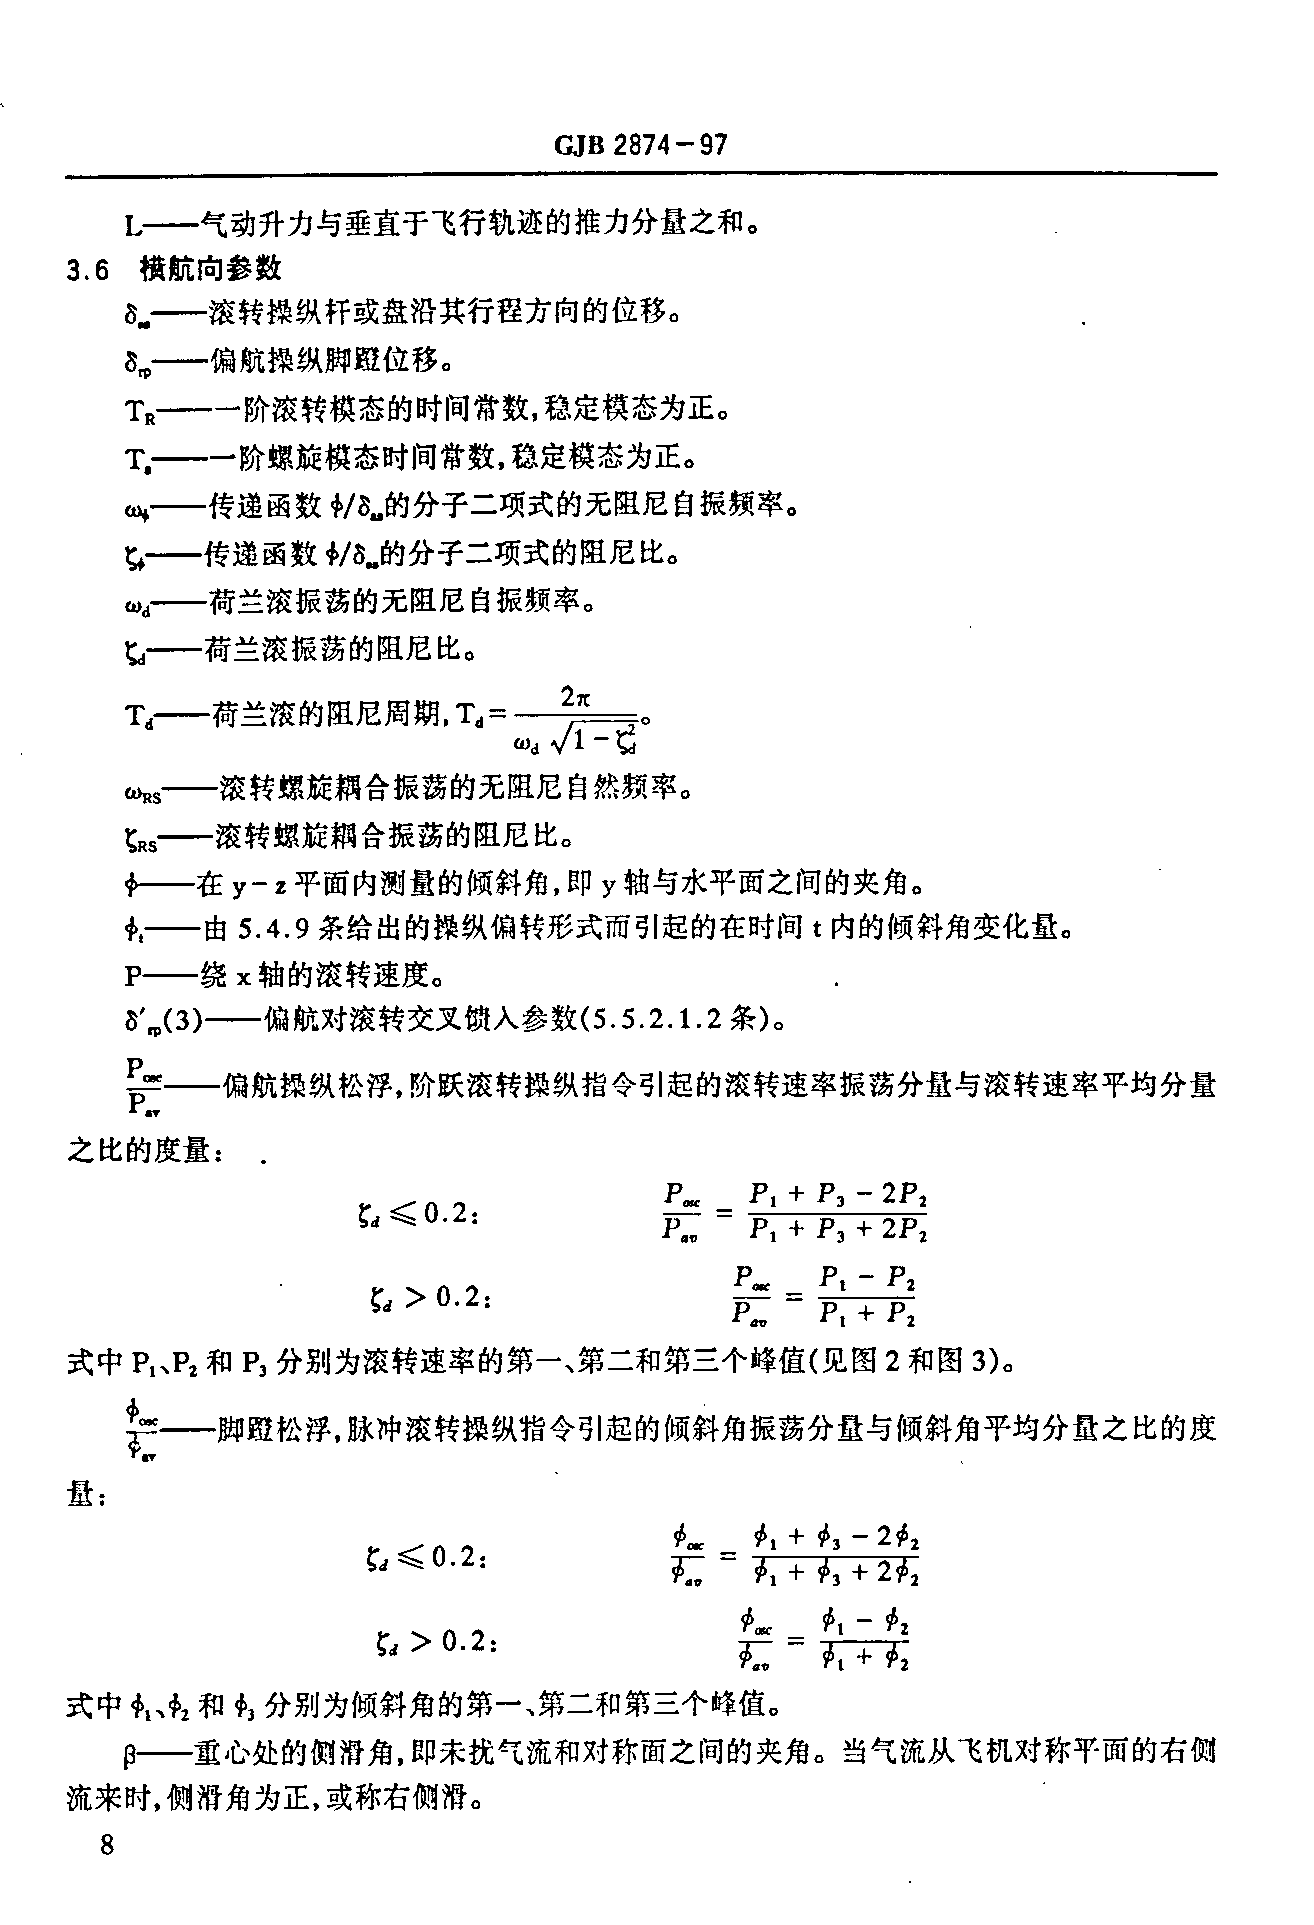 GJB 2874－97
L——气动升力与垂直于飞行轨迹的推力分量之和。
3.6 横航向参数
δas——滚转操纵杆或盘沿其行程方向的位移。
δrp——偏航操纵脚蹬位移。
TR——一阶滚转模态的时间常数,稳定模态为正。
Ts——一阶螺旋模态时间常数,稳定模态为正。
ωφ——传递函数 φ/δas的分子二项式的无阻尼自振频率。
ζφ——传递函数 φ/δas的分子二项式的阻尼比。
ωd——荷兰滚振荡的无阻尼自振频率。
ζd——荷兰滚振荡的阻尼比。
Td——荷兰滚的阻尼周期,Td = 2π / (ωd √(1 − ζd²))。
ωRS——滚转螺旋耦合振荡的无阻尼自然频率。
ζRS——滚转螺旋耦合振荡的阻尼比。
φ——在 y－z 平面内测量的倾斜角,即 y 轴与水平面之间的夹角。
φt——由 5.4.9 条给出的操纵偏转形式而引起的在时间 t 内的倾斜角变化量。
P——绕 x 轴的滚转速度。
δ′rp(3)——偏航对滚转交叉馈入参数(5.5.2.1.2 条)。
Posc/Pav——偏航操纵松浮,阶跃滚转操纵指令引起的滚转速率振荡分量与滚转速率平均分量
之比的度量:
ζd ≤ 0.2: Posc/Pav = (P1 + P3 − 2P2)/(P1 + P3 + 2P2)
ζd > 0.2: Posc/Pav = (P1 − P2)/(P1 + P2)
式中 P1、P2 和 P3 分别为滚转速率的第一、第二和第三个峰值(见图 2 和图 3)。
φosc/φav——脚蹬松浮,脉冲滚转操纵指令引起的倾斜角振荡分量与倾斜角平均分量之比的度
量:
ζd ≤ 0.2: φosc/φav = (φ1 + φ3 − 2φ2)/(φ1 + φ3 + 2φ2)
ζd > 0.2: φosc/φav = (φ1 − φ2)/(φ1 + φ2)
式中 φ1、φ2 和 φ3 分别为倾斜角的第一、第二和第三个峰值。
β——重心处的侧滑角,即未扰气流和对称面之间的夹角。当气流从飞机对称平面的右侧
流来时,侧滑角为正,或称右侧滑。
8